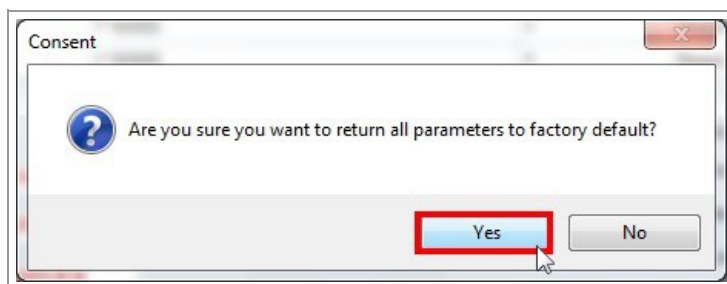 Consent
Are you sure you want to return all parameters to factory default?
Yes
No